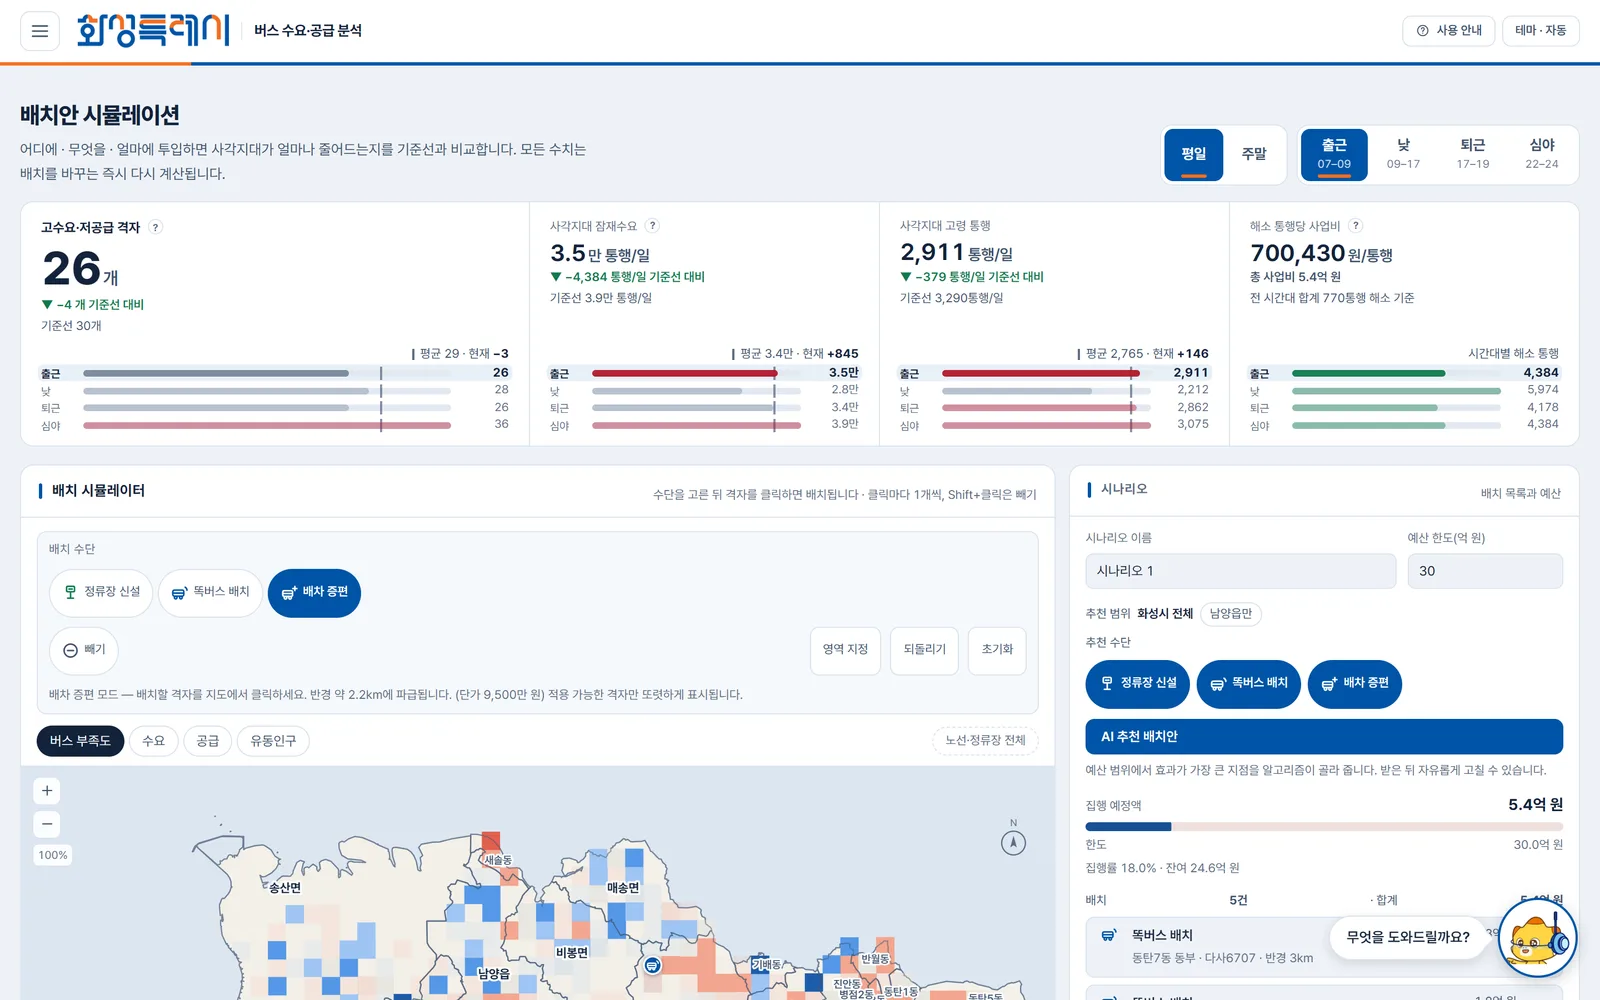 화성특례시
버스 수요·공급 분석
사용 안내
테마 · 자동
배치안 시뮬레이션
어디에 · 무엇을 · 얼마에 투입하면 사각지대가 얼마나 줄어드는지를 기준선과 비교합니다. 모든 수치는
배치를 바꾸는 즉시 다시 계산됩니다.
평일
주말
출근
07–09
낮
09–17
퇴근
17–19
심야
22–24
고수요·저공급 격자 ?
26개
▼ −4 개 기준선 대비
기준선 30개
평균 29 · 현재 −3
출근 26
낮 28
퇴근 26
심야 36
사각지대 잠재수요 ?
3.5만 통행/일
▼ −4,384 통행/일 기준선 대비
기준선 3.9만 통행/일
평균 3.4만 · 현재 +845
출근 3.5만
낮 2.8만
퇴근 3.4만
심야 3.9만
사각지대 고령 통행
2,911 통행/일
▼ −379 통행/일 기준선 대비
기준선 3,290통행/일
평균 2,765 · 현재 +146
출근 2,911
낮 2,212
퇴근 2,862
심야 3,075
해소 통행당 사업비 ?
700,430 원/통행
총 사업비 5.4억 원
전 시간대 합계 770통행 해소 기준
시간대별 해소 통행
출근 4,384
낮 5,974
퇴근 4,178
심야 4,384
배치 시뮬레이터
수단을 고른 뒤 격자를 클릭하면 배치됩니다 · 클릭마다 1개씩, Shift+클릭은 빼기
배치 수단
정류장 신설
똑버스 배치
배차 증편
빼기
영역 지정
되돌리기
초기화
배차 증편 모드 — 배치할 격자를 지도에서 클릭하세요. 반경 약 2.2km에 파급됩니다. (단가 9,500만 원) 적용 가능한 격자만 또렷하게 표시됩니다.
버스 부족도
수요
공급
유동인구
노선·정류장 전체
+
−
100%
N
새솔동
송산면
매송면
비봉면
남양읍
기배동
반월동
진안동
병점2동
동탄1동
동탄5동
시나리오
배치 목록과 예산
시나리오 이름
예산 한도(억 원)
시나리오 1
30
추천 범위 화성시 전체 남양읍만
추천 수단
정류장 신설
똑버스 배치
배차 증편
AI 추천 배치안
예산 범위에서 효과가 가장 큰 지점을 알고리즘이 골라 줍니다. 받은 뒤 자유롭게 고칠 수 있습니다.
집행 예정액 5.4억 원
한도 30.0억 원
집행률 18.0% · 잔여 24.6억 원
배치 5건 · 합계
똑버스 배치
동탄7동 동부 · 다사6707 · 반경 3km
무엇을 도와드릴까요?